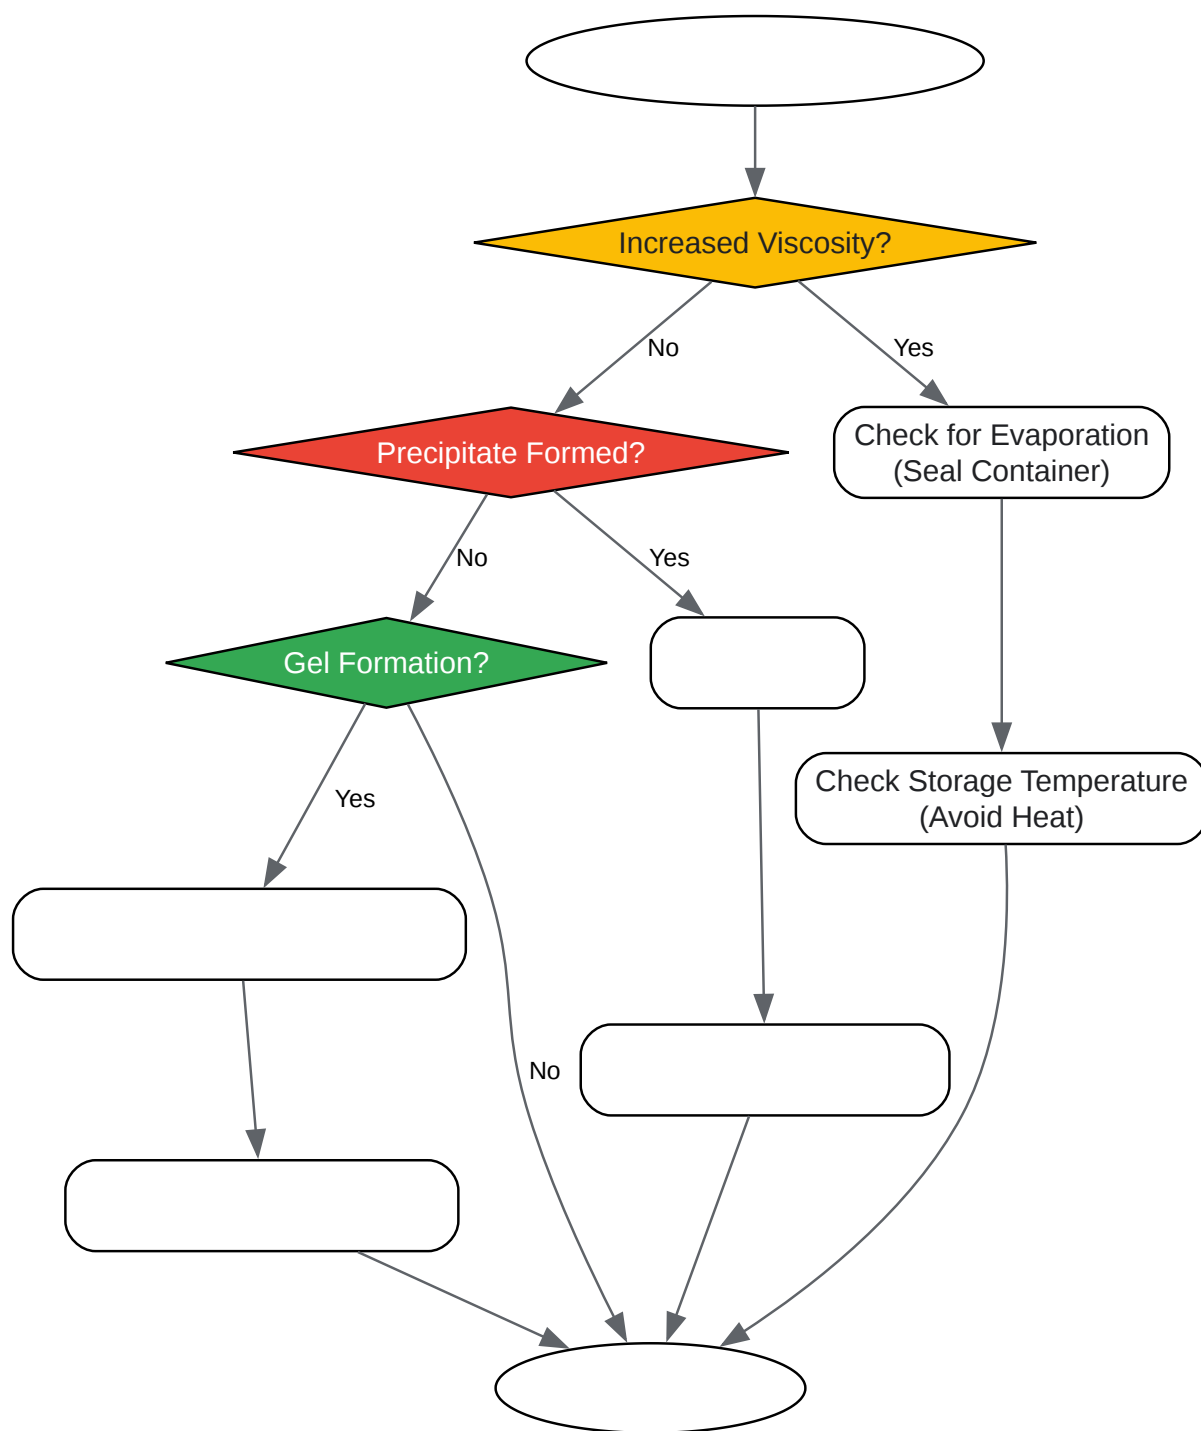 Increased Viscosity?
No
Yes
Precipitate Formed?
Check for Evaporation
(Seal Container)
No
Yes
Gel Formation?
Yes
Check Storage Temperature
(Avoid Heat)
No